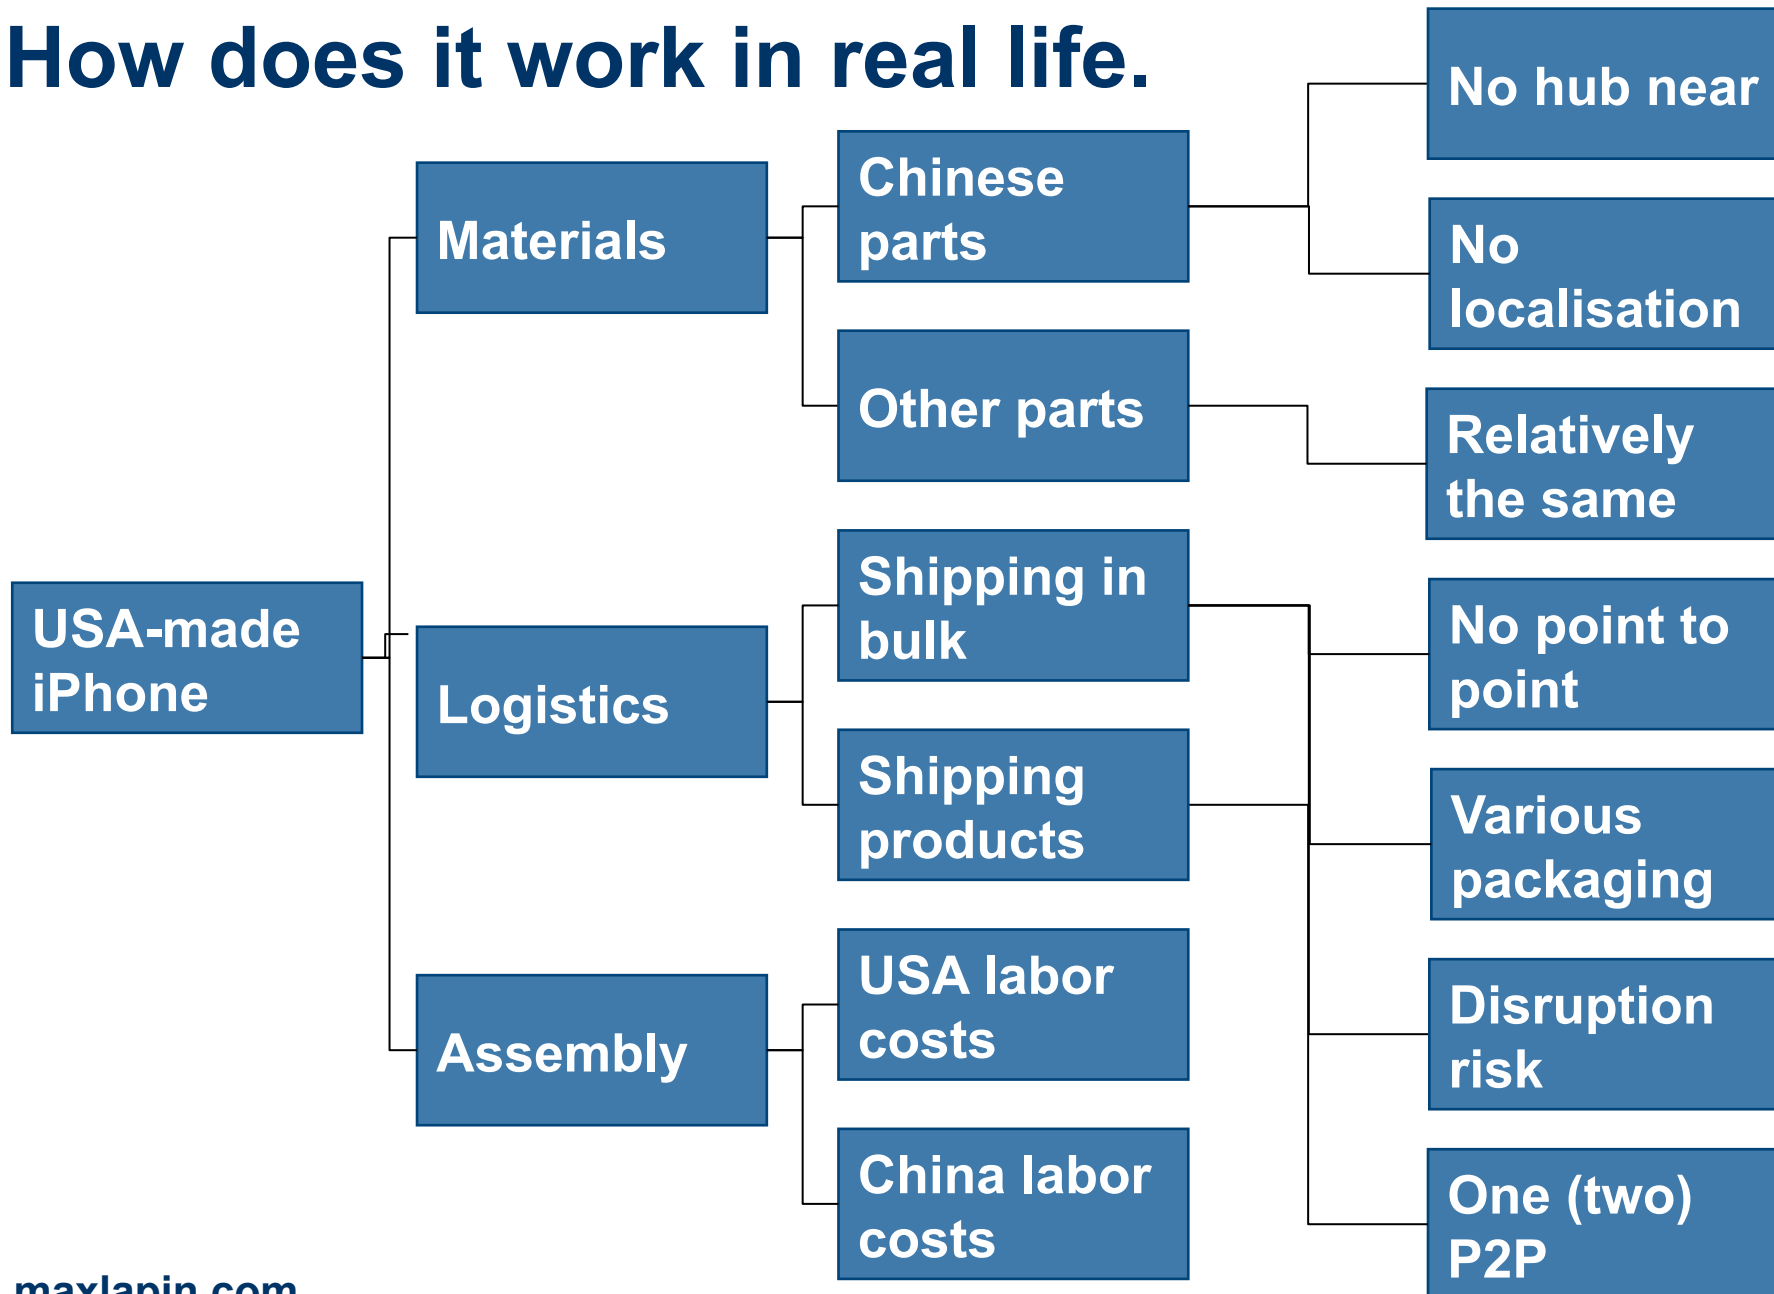 How does it work in real life.
No hub near
Chinese
parts
Materials
No
localisation
Other parts
Relatively
the same
Shipping in
bulk
USA-made
iPhone
No point to
point
Logistics
Shipping
products
Various
packaging
USA labor
costs
Disruption
risk
Assembly
China labor
costs
One (two)
P2P
maxlapin.com